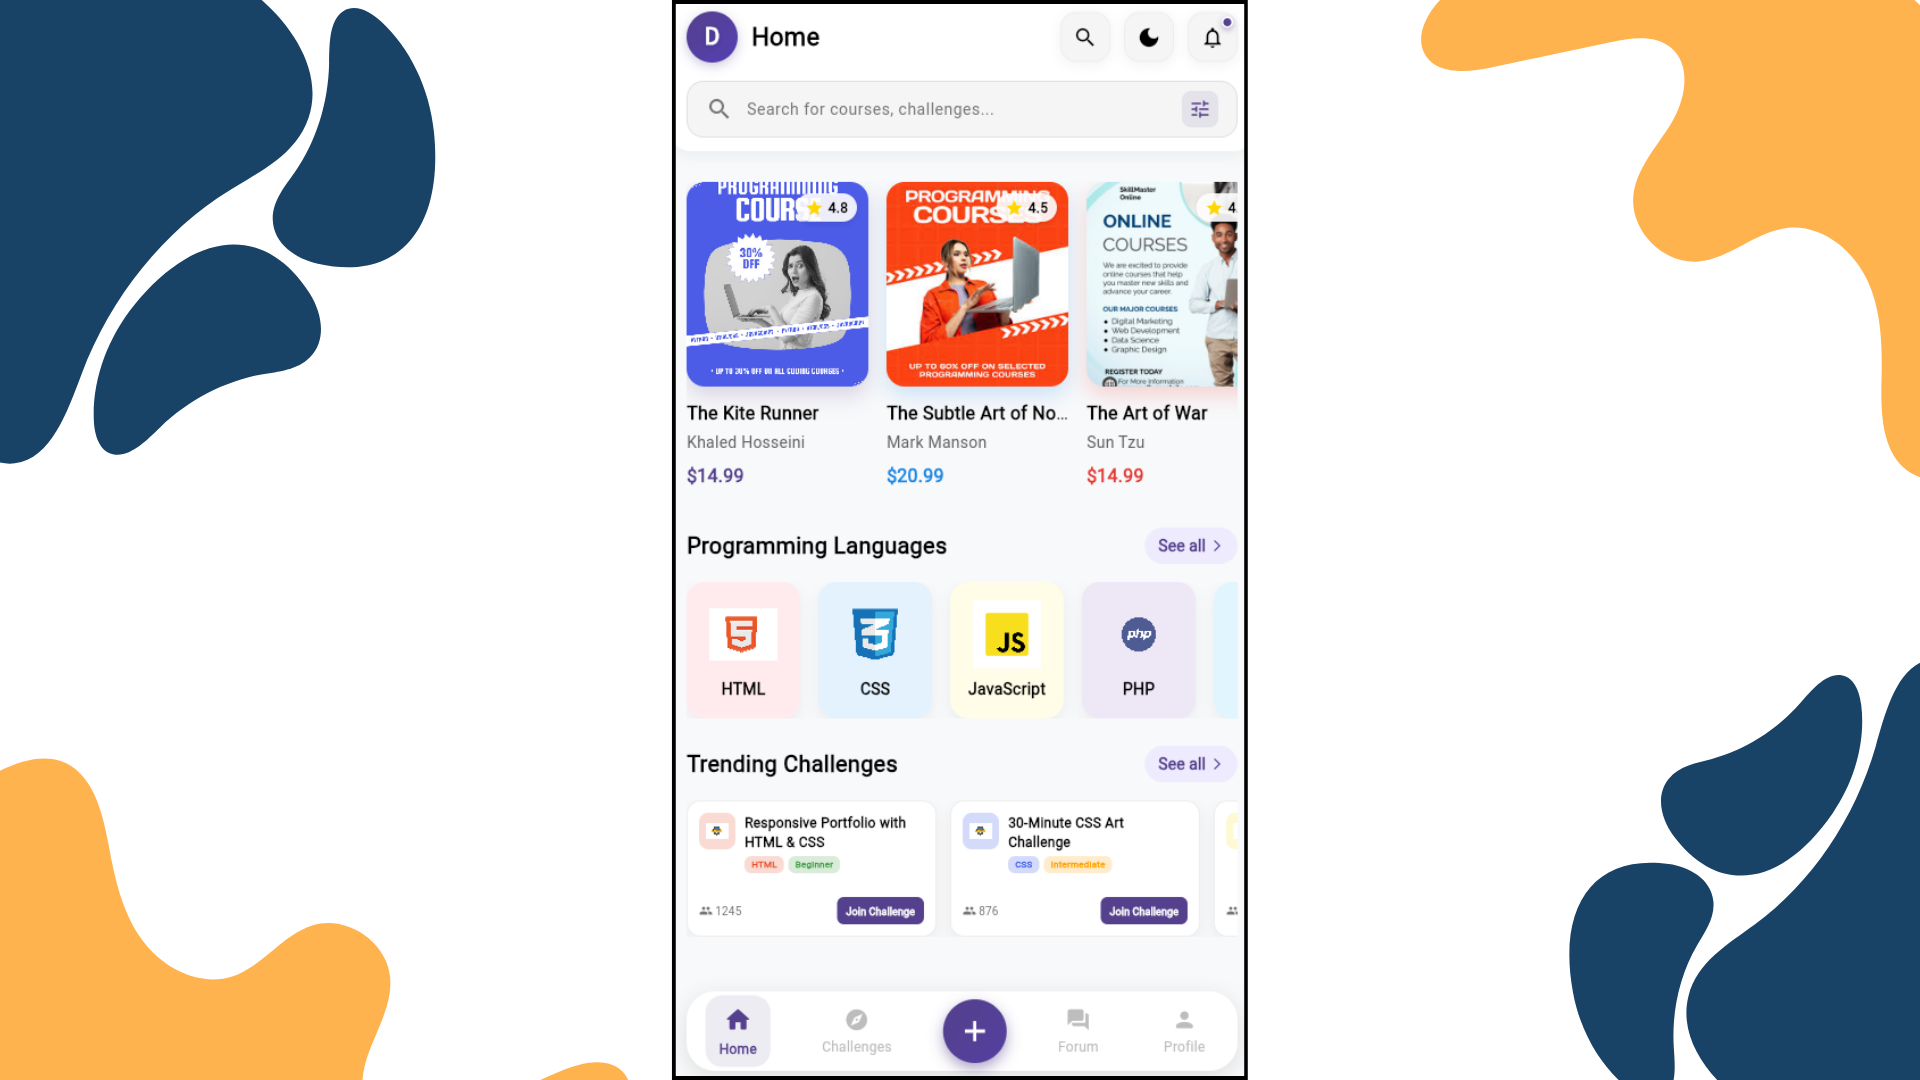 D
Home
Search for courses, challenges...
PROGRAMMING
COURS
4.8
30%
OFF
• UP TO 30% OFF ON ALL CODING COURSES •
The Kite Runner
Khaled Hosseini
$14.99
PROGRAMMING
COURSES
4.5
UP TO 60% OFF ON SELECTED
PROGRAMMING COURSES
The Subtle Art of No...
Mark Manson
$20.99
SkillMaster
Online
4.
ONLINE
COURSES
We are excited to provide
online courses that help
you master new skills and
advance your career.
OUR MAJOR COURSES
• Digital Marketing
• Web Development
• Data Science
• Graphic Design
REGISTER TODAY
For More Information
The Art of War
Sun Tzu
$14.99
Programming Languages
See all
HTML
CSS
JS
JavaScript
php
PHP
Trending Challenges
See all
Responsive Portfolio with
HTML & CSS
HTML Beginner
1245
Join Challenge
30-Minute CSS Art
Challenge
CSS Intermediate
876
Join Challenge
Home
Challenges
+
Forum
Profile